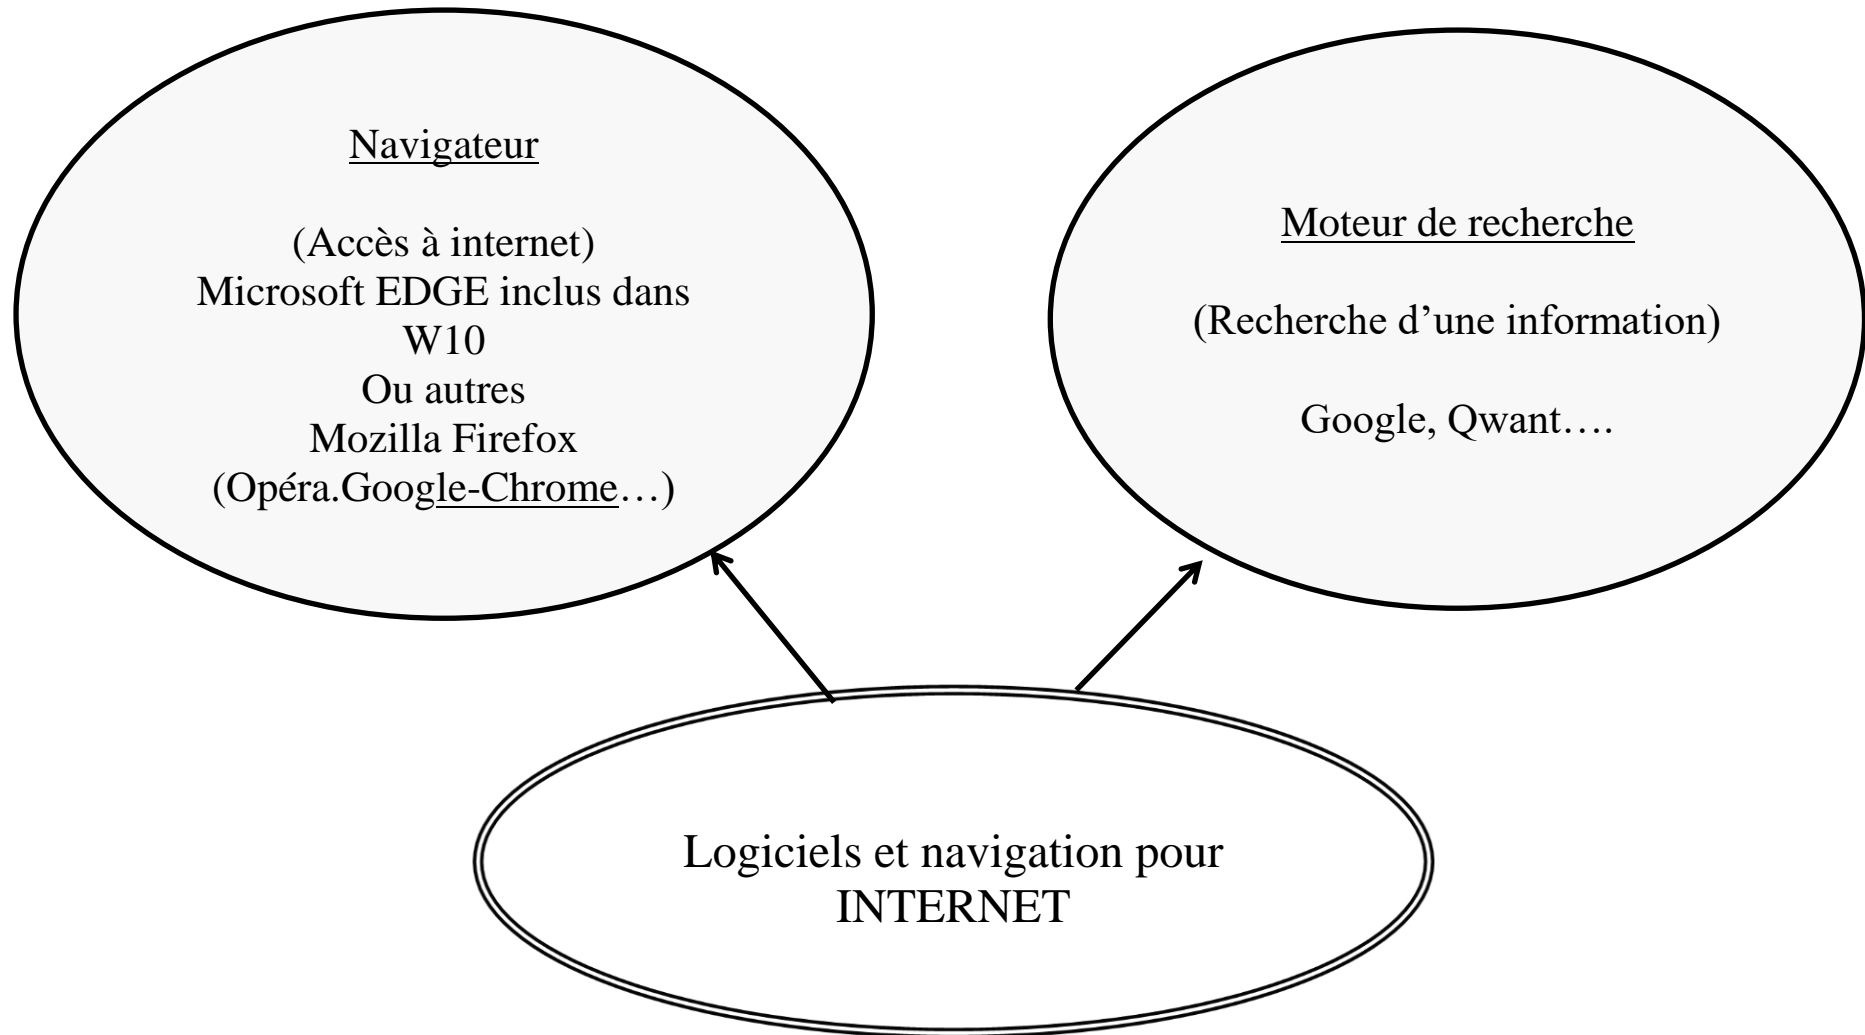 Navigateur
(Accès à internet)
Microsoft EDGE inclus dans
W10
Ou autres
Mozilla Firefox
(Opéra.Google-Chrome…)
Moteur de recherche
(Recherche d’une information)
Google, Qwant….
Logiciels et navigation pour
INTERNET